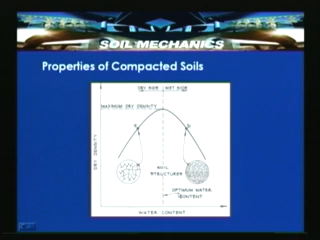 SOIL MECHANICS
Properties of Compacted Soils
DRY SIDE WET SIDE
MAXIMUM DRY DENSITY
DRY DENSITY
SOIL
STRUCTURES
OPTIMUM WATER
CONTENT
WATER CONTENT